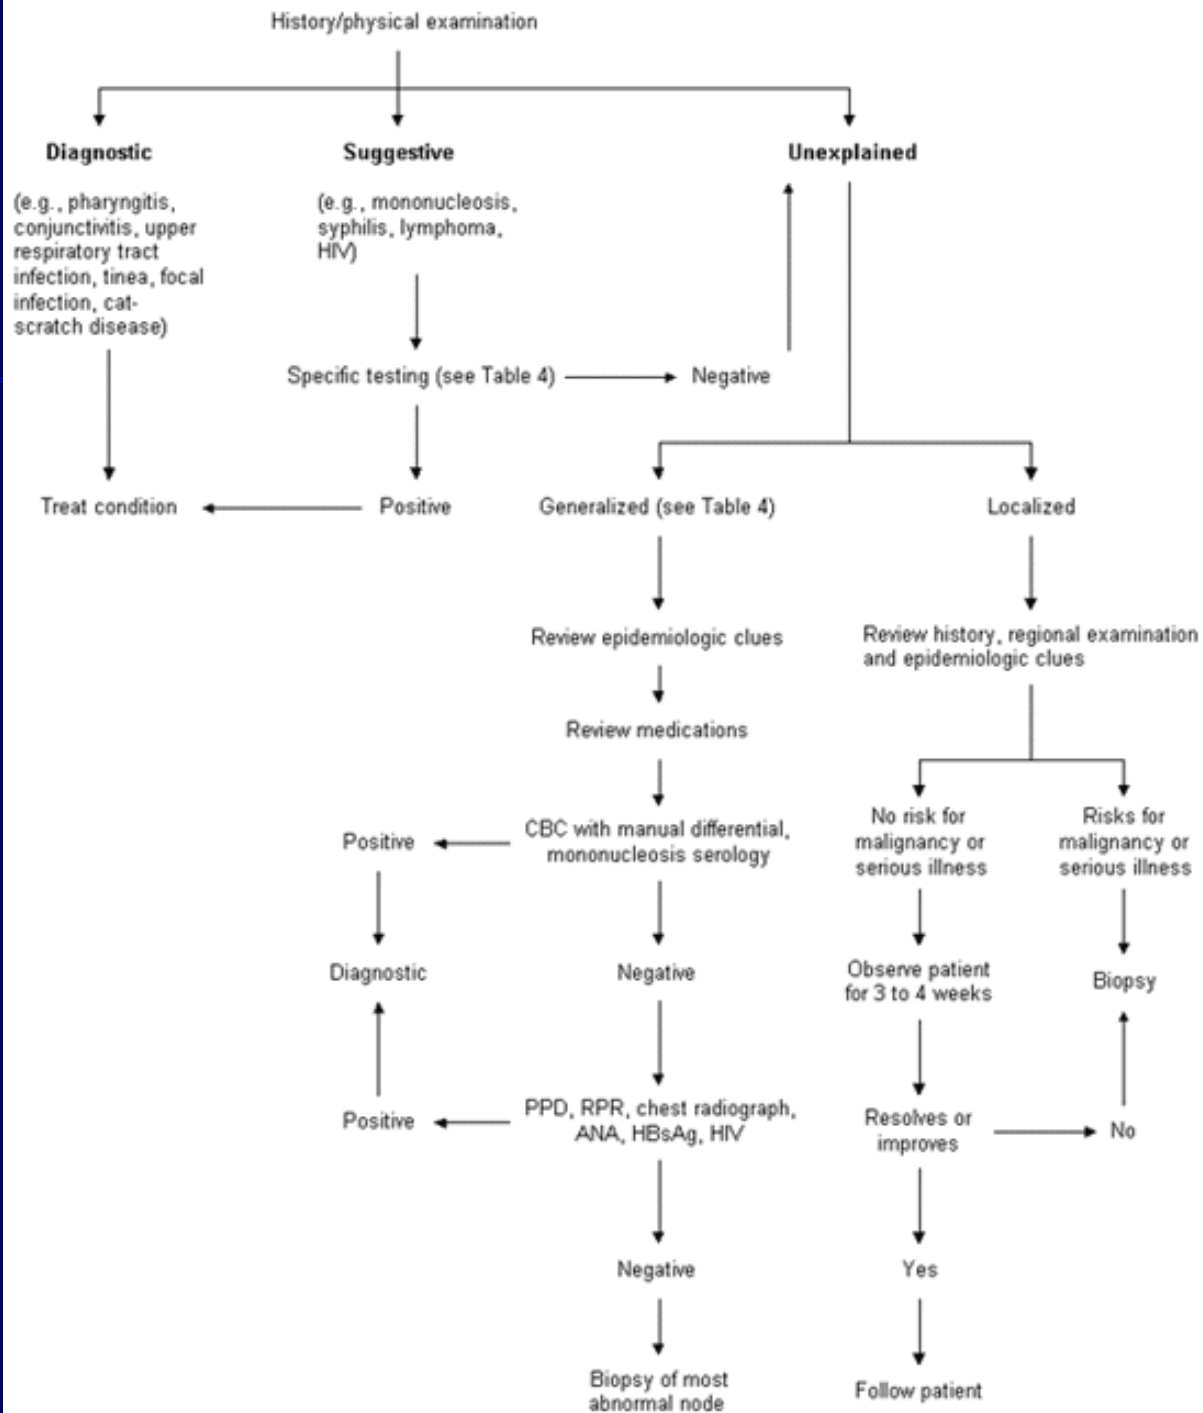 History/physical examination
Diagnostic
Suggestive
Unexplained
(e.g., pharyngitis,
conjunctivitis, upper
respiratory tract
infection, tinea, focal
infection, cat-
scratch disease)
(e.g., mononucleosis,
syphilis, lymphoma,
HIV)
Specific testing (see Table 4)
Negative
Treat condition
Positive
Generalized (see Table 4)
Localized
Review epidemiologic clues
Review history, regional examination
and epidemiologic clues
Review medications
Positive
CBC with manual differential,
mononucleosis serology
No risk for
malignancy or
serious illness
Risks for
malignancy or
serious illness
Diagnostic
Negative
Observe patient
for 3 to 4 weeks
Biopsy
Positive
PPD, RPR, chest radiograph,
ANA, HBsAg, HIV
Resolves or
improves
No
Negative
Yes
Biopsy of most
abnormal node
Follow patient